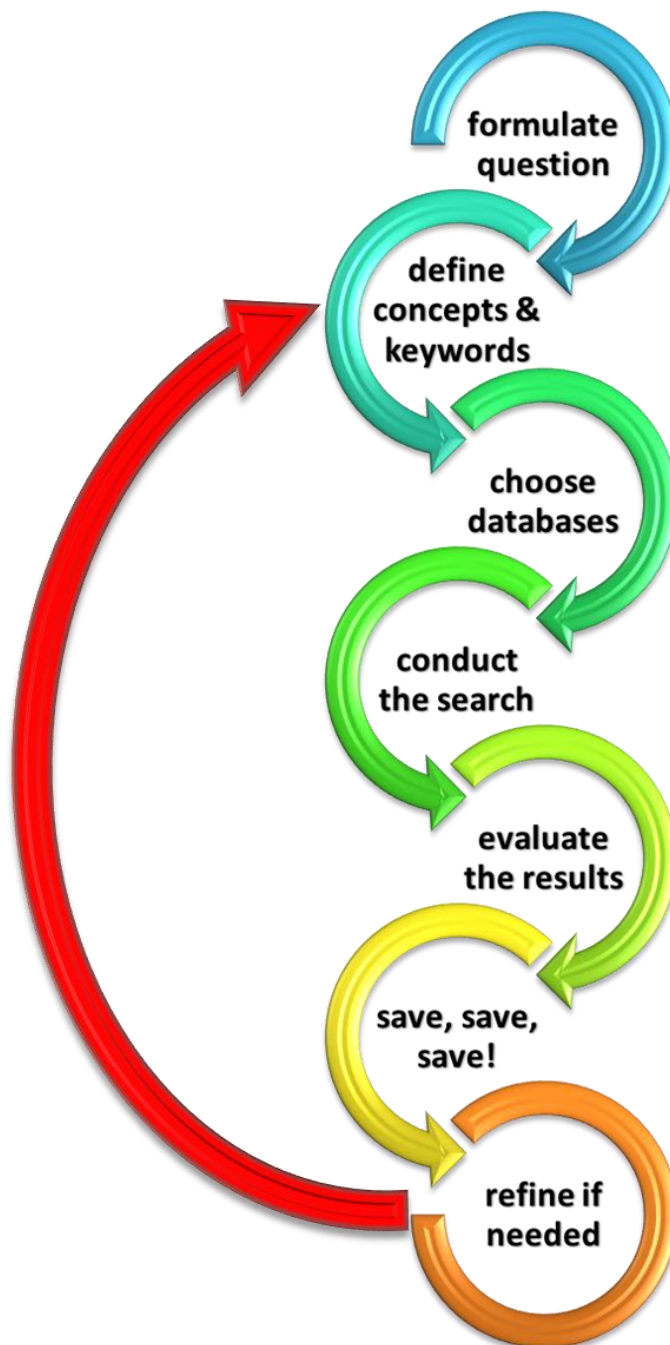 formulate
question
define
concepts &
keywords
choose
databases
conduct
the search
evaluate
the results
save, save,
save!
refine if
needed